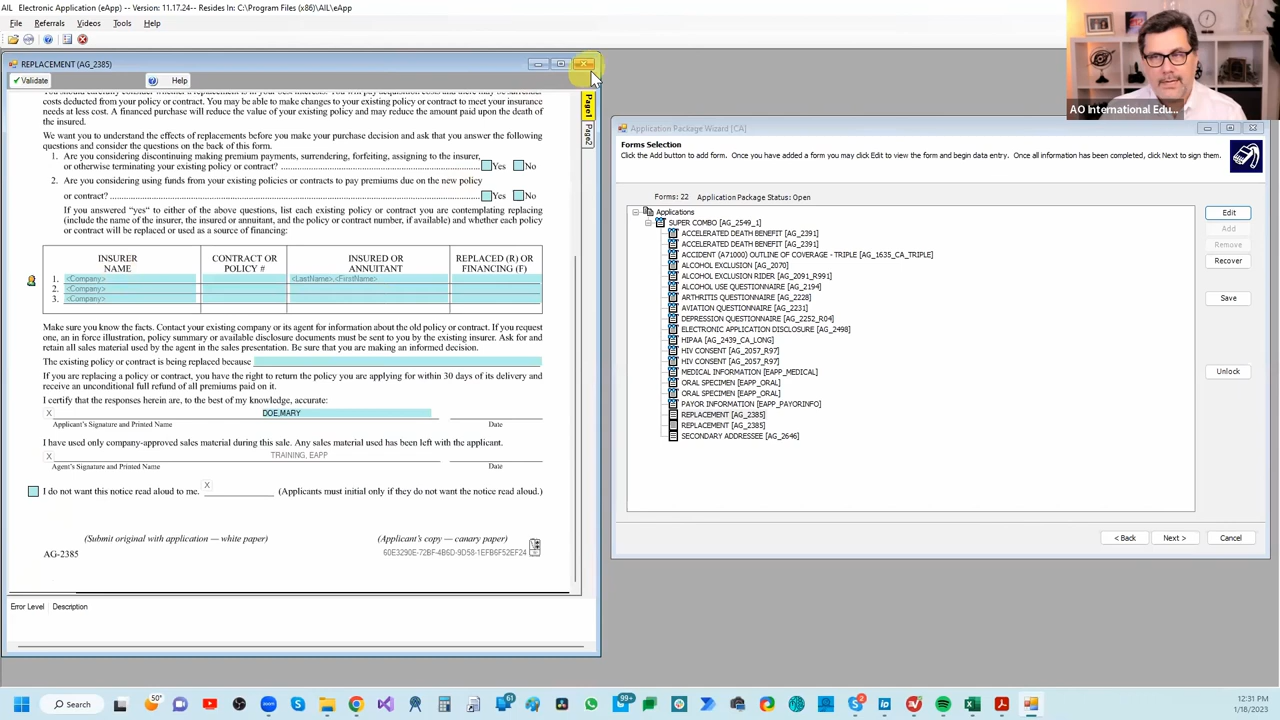 AIL   Electronic Application (eApp) -- Version: 11.17.24-- Resides In: C:\Program Files (x86)\AIL\eApp
File Referrals Videos Tools Help
REPLACEMENT (AG_2385)
Validate Help
Page1
Page2
costs deducted from your policy or contract. You may be able to make changes to your existing policy or contract to meet your insurance
needs at less cost. A financed purchase will reduce the value of your existing policy and may reduce the amount paid upon the death of
the insured.
We want you to understand the effects of replacements before you make your purchase decision and ask that you answer the following
questions and consider the questions on the back of this form.
1. Are you considering discontinuing making premium payments, surrendering, forfeiting, assigning to the insurer,
or otherwise terminating your existing policy or contract? Yes No
2. Are you considering using funds from your existing policies or contracts to pay premiums due on the new policy
or contract? Yes No
If you answered “yes” to either of the above questions, list each existing policy or contract you are contemplating replacing
(include the name of the insurer, the insured or annuitant, and the policy or contract number, if available) and whether each policy
or contract will be replaced or used as a source of financing:
INSURER NAME
CONTRACT OR POLICY #
INSURED OR ANNUITANT
REPLACED (R) OR FINANCING (F)
1. <Company> <LastName>,<FirstName>
2. <Company>
3. <Company>
Make sure you know the facts. Contact your existing company or its agent for information about the old policy or contract. If you request
one, an in force illustration, policy summary or available disclosure documents must be sent to you by the existing insurer. Ask for and
retain all sales material used by the agent in the sales presentation. Be sure that you are making an informed decision.
The existing policy or contract is being replaced because
If you are replacing a policy or contract, you have the right to return the policy you are applying for within 30 days of its delivery and
receive an unconditional full refund of all premiums paid on it.
I certify that the responses herein are, to the best of my knowledge, accurate:
X DOE,MARY
Applicant's Signature and Printed Name Date
I have used only company-approved sales material during this sale. Any sales material used has been left with the applicant.
X TRAINING, EAPP
Agent's Signature and Printed Name Date
I do not want this notice read aloud to me. X (Applicants must initial only if they do not want the notice read aloud.)
(Submit original with application — white paper) (Applicant's copy — canary paper)
AG-2385 60E3290E-72BF-4B6D-9D58-1EFB6F52EF24
Error Level Description
Application Package Wizard [CA]
Forms Selection
Click the Add button to add form. Once you have added a form you may click Edit to view the form and begin data entry. Once all information has been completed, click Next to sign them.
Forms: 22 Application Package Status: Open
Applications
SUPER COMBO [AG_2549_1]
ACCELERATED DEATH BENEFIT [AG_2391]
ACCELERATED DEATH BENEFIT [AG_2391]
ACCIDENT (A71000) OUTLINE OF COVERAGE - TRIPLE [AG_1635_CA_TRIPLE]
ALCOHOL EXCLUSION [AG_2070]
ALCOHOL EXCLUSION RIDER [AG_2091_R991]
ALCOHOL USE QUESTIONNAIRE [AG_2194]
ARTHRITIS QUESTIONNAIRE [AG_2228]
AVIATION QUESTIONNAIRE [AG_2231]
DEPRESSION QUESTIONNAIRE [AG_2252_R04]
ELECTRONIC APPLICATION DISCLOSURE [AG_2498]
HIPAA [AG_2439_CA_LONG]
HIV CONSENT [AG_2057_R97]
HIV CONSENT [AG_2057_R97]
MEDICAL INFORMATION [EAPP_MEDICAL]
ORAL SPECIMEN [EAPP_ORAL]
ORAL SPECIMEN [EAPP_ORAL]
PAYOR INFORMATION [EAPP_PAYORINFO]
REPLACEMENT [AG_2385]
REPLACEMENT [AG_2385]
SECONDARY ADDRESSEE [AG_2646]
Edit
Add
Remove
Recover
Save
Unlock
< Back Next > Cancel
AO International Edu...
Search
50°
61
99+
12:31 PM
1/18/2023